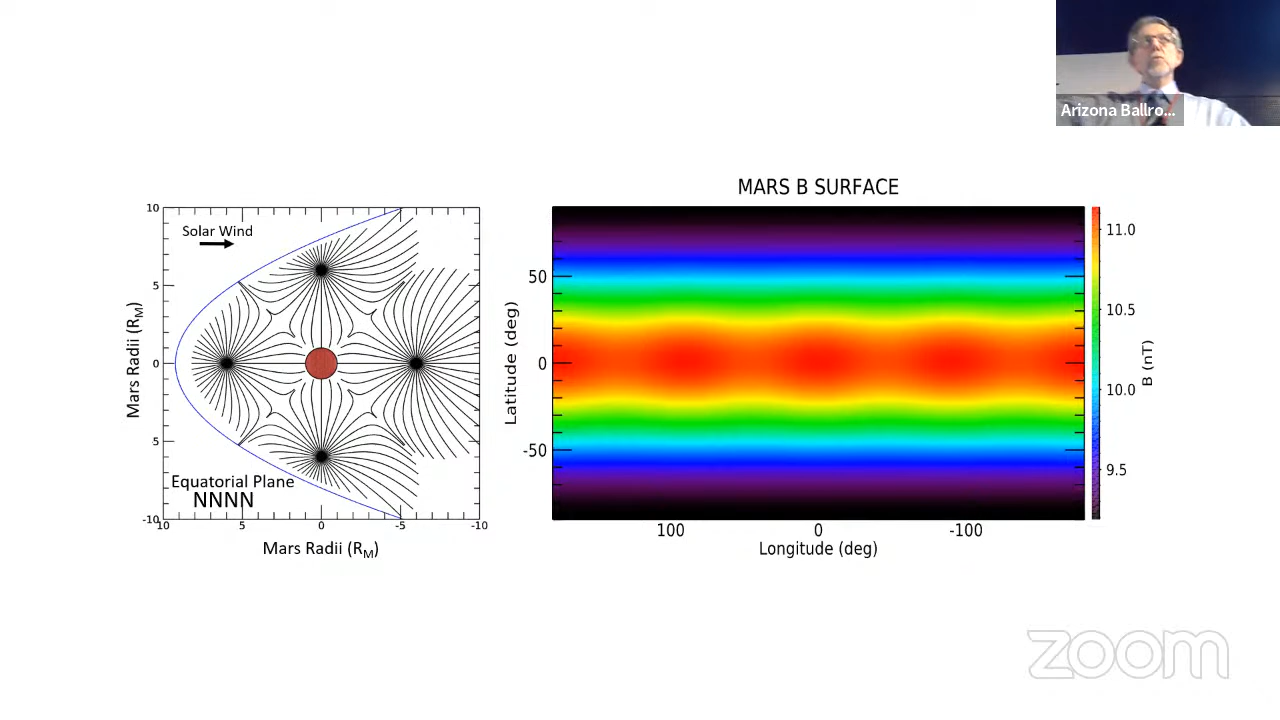 Arizona Ballro...
MARS B SURFACE
10
5
0
5
-10
Mars Radii (R_M)
Solar Wind
Equatorial Plane
NNNN
10
5
0
-5
-10
Mars Radii (R_M)
50
0
-50
Latitude (deg)
100
0
-100
Longitude (deg)
11.0
10.5
10.0
9.5
B (nT)
zoom